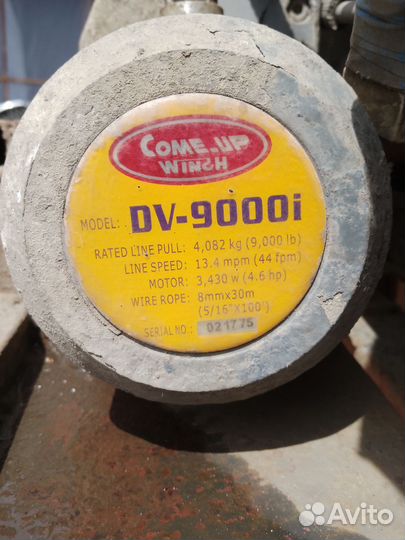 COME-UP
WINCH
MODEL: DV-9000i
RATED LINE PULL: 4,082 kg (9,000 lb)
LINE SPEED: 13.4 mpm (44 fpm)
MOTOR: 3,430 w (4.6 hp)
WIRE ROPE: 8mmx30m
(5/16"X100')
SERIAL NO: 021775
Avito